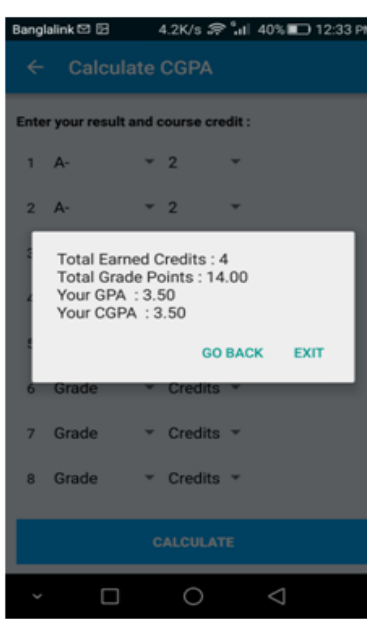 Banglalink 4.2K/s 40% 12:33 PM
Calculate CGPA
Enter your result and course credit :
1 A- 2
2 A- 2
Total Earned Credits : 4
Total Grade Points : 14.00
Your GPA : 3.50
Your CGPA : 3.50
GO BACK EXIT
6 Grade Credits
7 Grade Credits
8 Grade Credits
CALCULATE